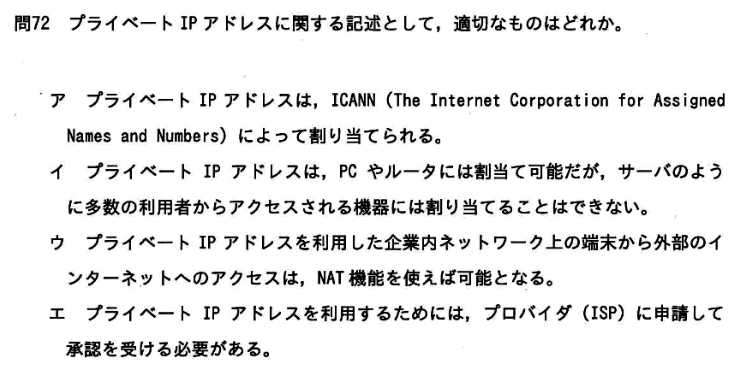 問72 プライベート IP アドレスに関する記述として，適切なものはどれか。
ア プライベート IP アドレスは，ICANN（The Internet Corporation for Assigned
Names and Numbers）によって割り当てられる。
イ プライベート IP アドレスは，PC やルータには割当て可能だが，サーバのよう
に多数の利用者からアクセスされる機器には割り当てることはできない。
ウ プライベート IP アドレスを利用した企業内ネットワーク上の端末から外部のイ
ンターネットへのアクセスは，NAT 機能を使えば可能となる。
エ プライベート IP アドレスを利用するためには，プロバイダ（ISP）に申請して
承認を受ける必要がある。